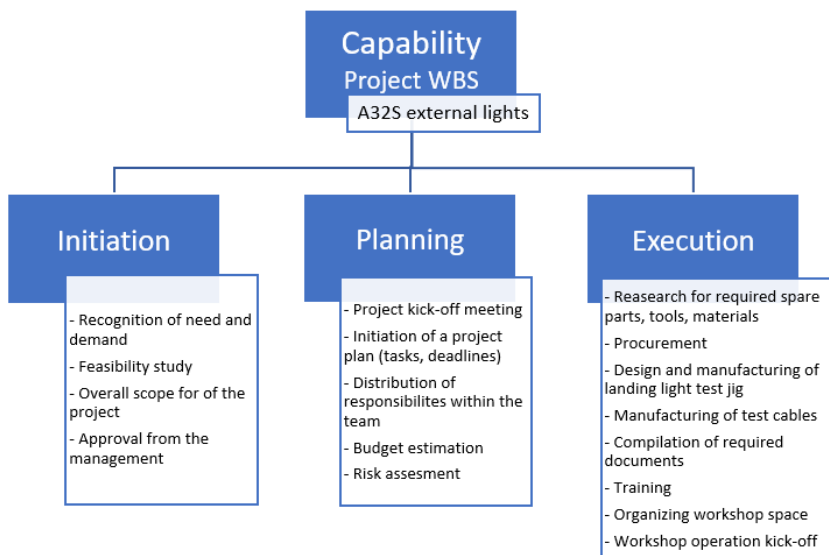 Capability
Project WBS
A32S external lights
Initiation
- Recognition of need and
demand
- Feasibility study
- Overall scope for of the
project
- Approval from the
management
Planning
- Project kick-off meeting
- Initiation of a project
plan (tasks, deadlines)
- Distribution of
responsibilites within the
team
- Budget estimation
- Risk assesment
Execution
- Reasearch for required spare
parts, tools, materials
- Procurement
- Design and manufacturing of
landing light test jig
- Manufacturing of test cables
- Compilation of required
documents
- Training
- Organizing workshop space
- Workshop operation kick-off